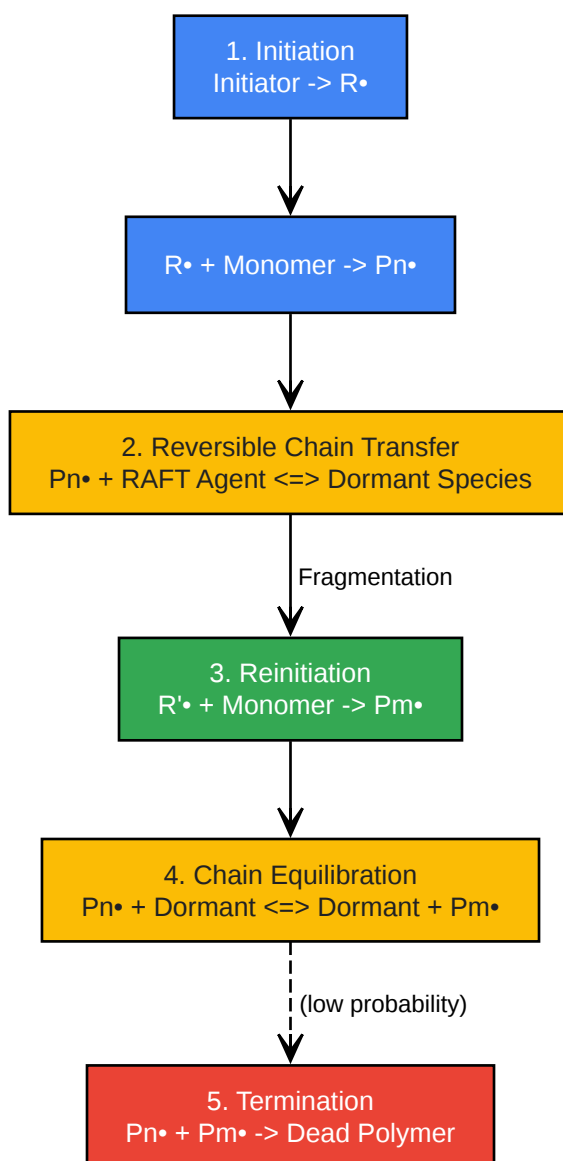 1. Initiation
Initiator -> R•
R• + Monomer -> Pn•
2. Reversible Chain Transfer
Pn• + RAFT Agent <=> Dormant Species
Fragmentation
3. Reinitiation
R'• + Monomer -> Pm•
4. Chain Equilibration
Pn• + Dormant <=> Dormant + Pm•
(low probability)
5. Termination
Pn• + Pm• -> Dead Polymer